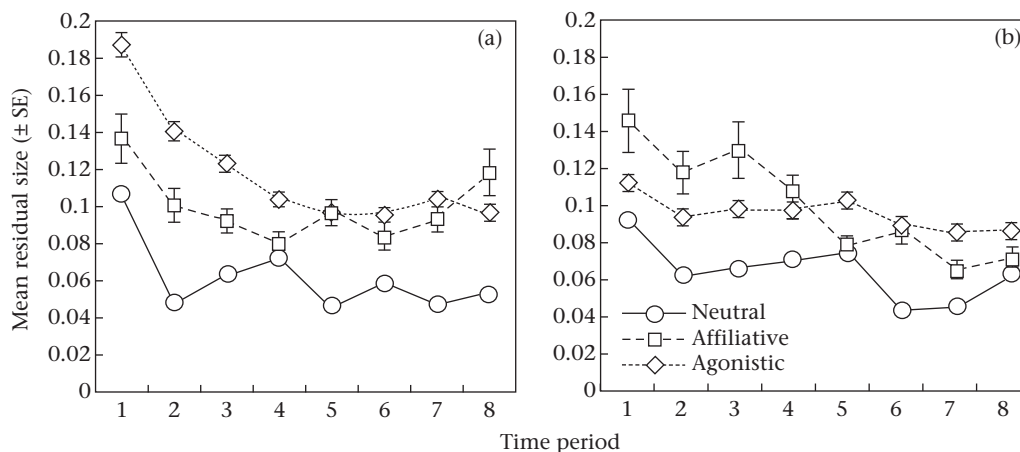 0.2
0.18
0.16
0.14
0.12
0.1
0.08
0.06
0.04
0.02
0
Mean residual size (± SE)
(a)
1 2 3 4 5 6 7 8
0.2
0.18
0.16
0.14
0.12
0.1
0.08
0.06
0.04
0.02
0
(b)
Neutral
Affiliative
Agonistic
1 2 3 4 5 6 7 8
Time period